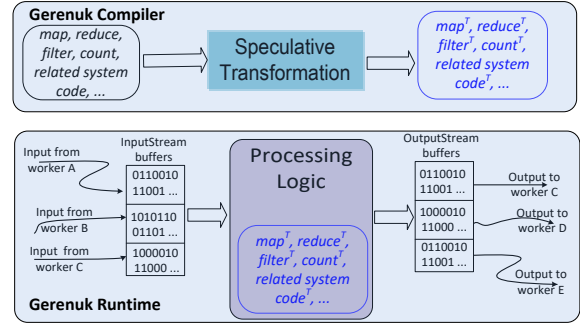 Gerenuk Compiler
map, reduce,
filter, count,
related system
code, ...
Speculative
Transformation
mapᵀ, reduceᵀ,
filterᵀ, countᵀ,
related system
codeᵀ, ...
Input from
worker A
Input from
worker B
Input from
worker C
InputStream
buffers
0110010
11001 ...
1010110
01101 ...
1000010
11000 ...
Processing
Logic
mapᵀ, reduceᵀ,
filterᵀ, countᵀ,
related system
codeᵀ, ...
OutputStream
buffers
0110010
11001 ...
1000010
11000 ...
0110010
11001 ...
Output to
worker C
Output to
worker D
Output to
worker E
Gerenuk Runtime